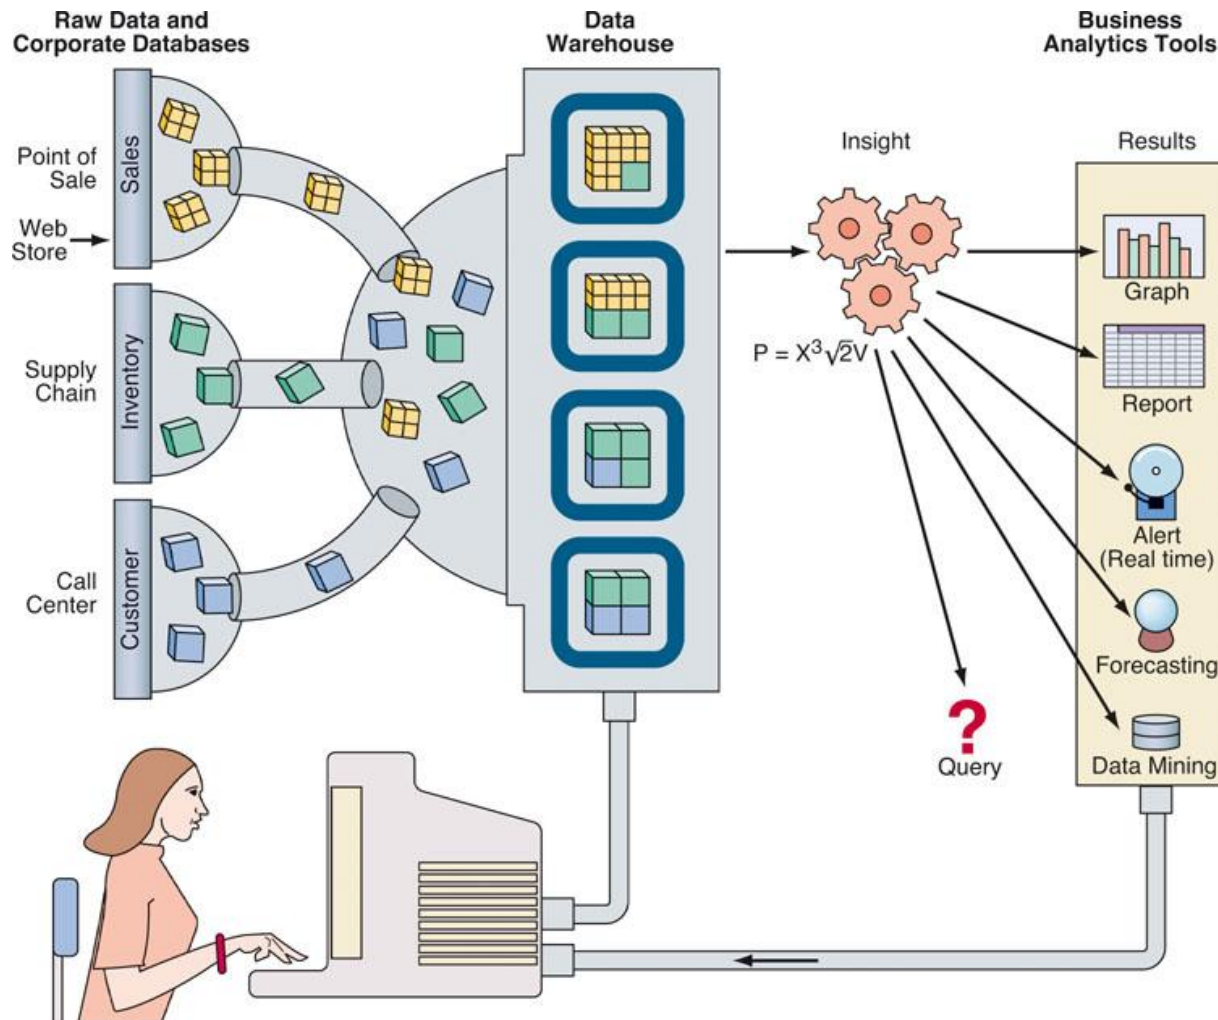 Raw Data and
Corporate Databases
Data
Warehouse
Business
Analytics Tools
Point of
Sale
Web
Store
Sales
Supply
Chain
Inventory
Call
Center
Customer
Insight
P = X³√2V
Results
Graph
Report
Alert
(Real time)
Forecasting
Data Mining
?
Query